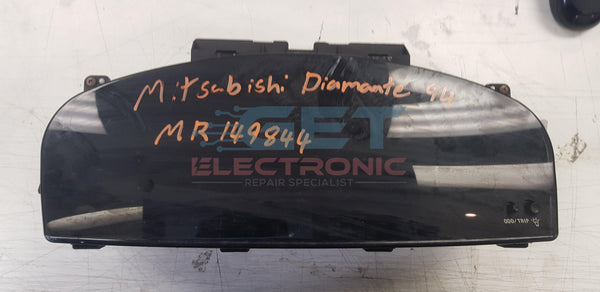 Mitsubishi Diamante 94
MR149844
GET
ELECTRONIC
REPAIR SPECIALIST
ODO/TRIP